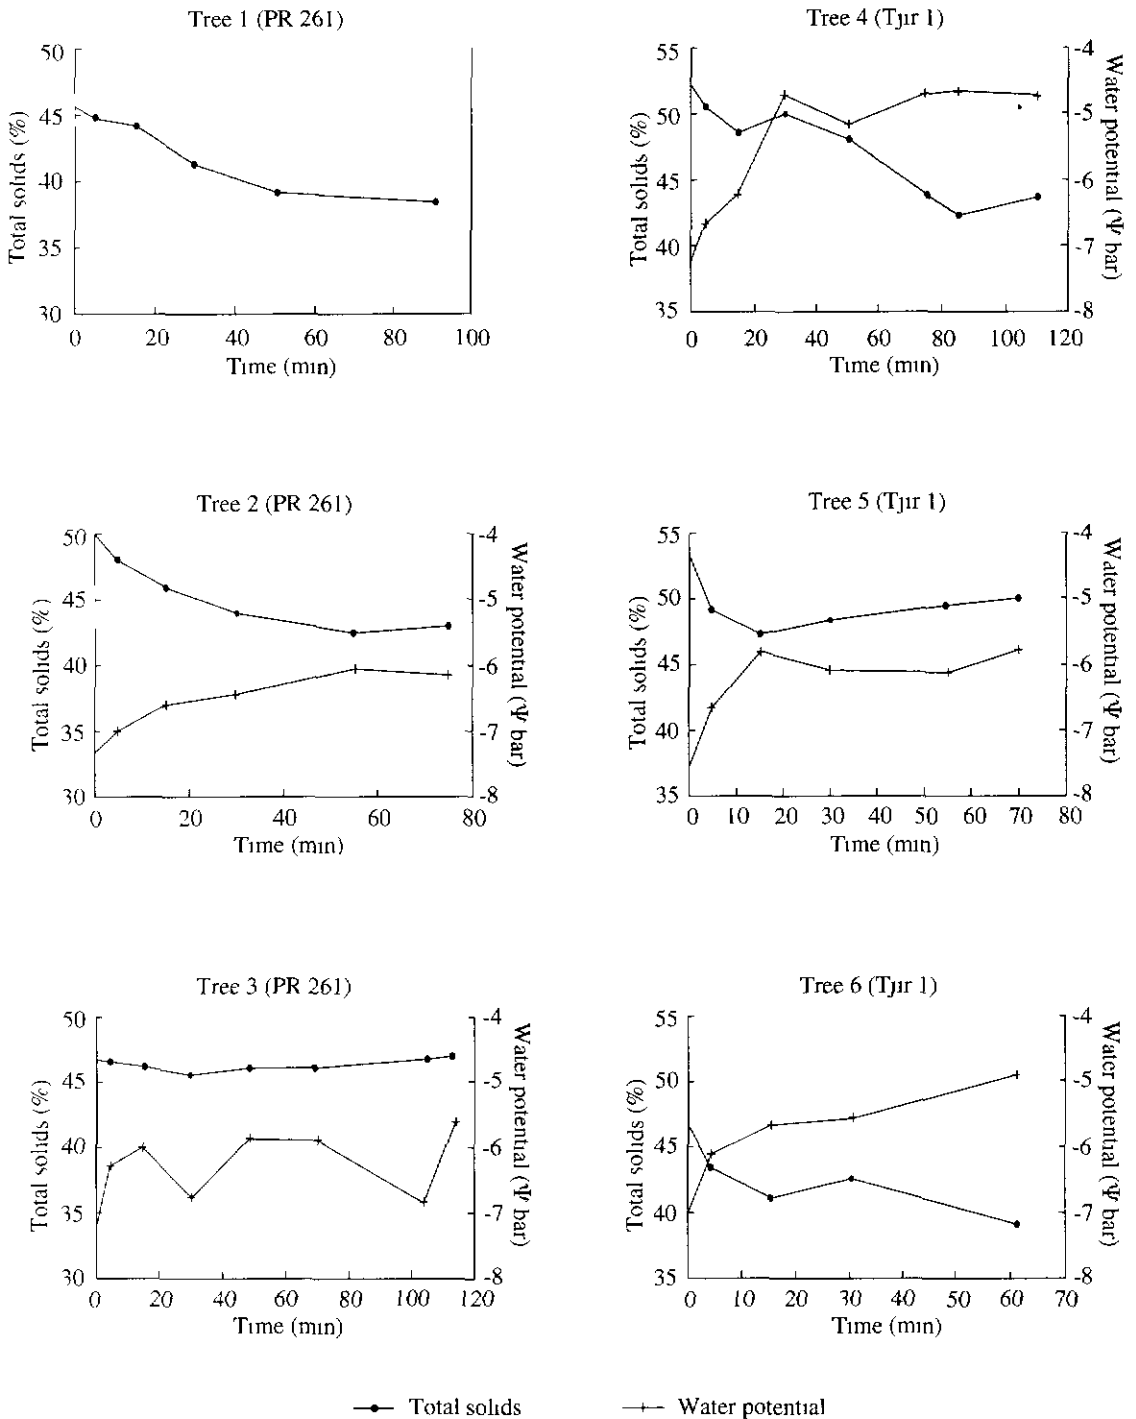 Tree 1 (PR 261)
50
45
40
35
30
Total solids (%)
0 20 40 60 80 100
Time (min)
Tree 4 (Tjir 1)
55
50
45
40
35
Total solids (%)
-4
-5
-6
-7
-8
Water potential (Ψ bar)
0 20 40 60 80 100 120
Time (min)
Tree 2 (PR 261)
50
45
40
35
30
Total solids (%)
-4
-5
-6
-7
-8
Water potential (Ψ bar)
0 20 40 60 80
Time (min)
Tree 5 (Tjir 1)
55
50
45
40
35
Total solids (%)
-4
-5
-6
-7
-8
Water potential (Ψ bar)
0 10 20 30 40 50 60 70 80
Time (min)
Tree 3 (PR 261)
50
45
40
35
30
Total solids (%)
-4
-5
-6
-7
-8
Water potential (Ψ bar)
0 20 40 60 80 100 120
Time (min)
Tree 6 (Tjir 1)
55
50
45
40
35
Total solids (%)
-4
-5
-6
-7
-8
Water potential (Ψ bar)
0 10 20 30 40 50 60 70
Time (min)
Total solids
Water potential